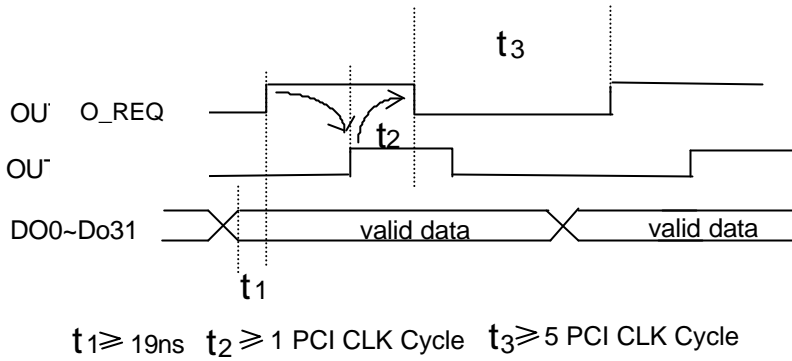 t3
OU O_REQ
t2
OU
DO0~Do31 valid data valid data
t1
t1≥ 19ns t2≥ 1 PCI CLK Cycle t3≥ 5 PCI CLK Cycle